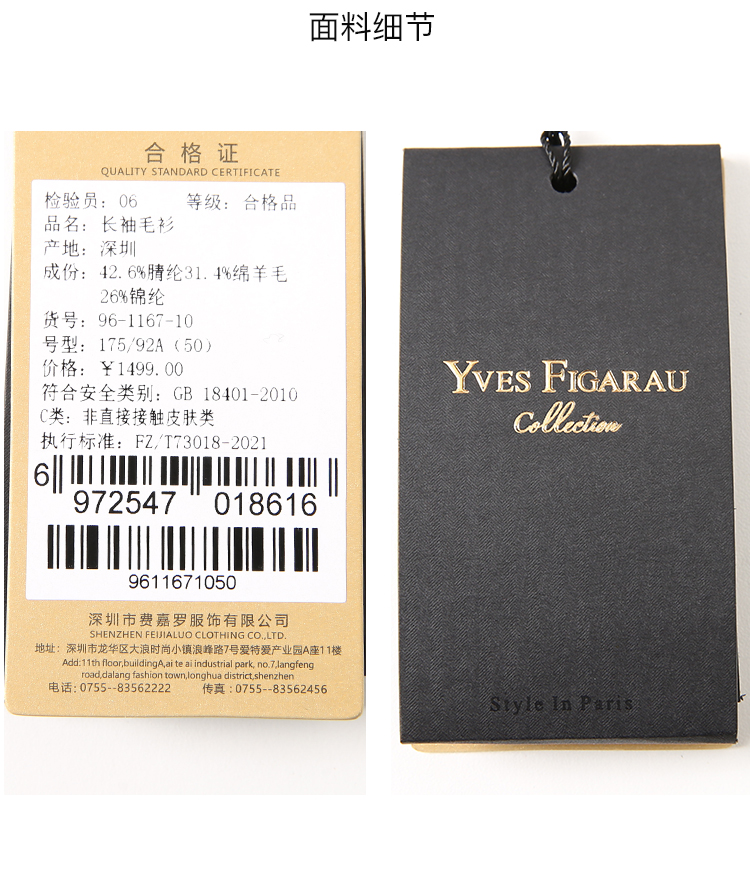 面料细节
合格证
QUALITY STANDARD CERTIFICATE
检验员：06 等级：合格品
品名：长袖毛衫
产地：深圳
成份：42.6%腈纶31.4%绵羊毛
26%锦纶
货号：96-1167-10
号型：175/92A（50）
价格：￥1499.00
符合安全类别：GB 18401-2010
C类：非直接接触皮肤类
执行标准：FZ/T73018-2021
6 972547 018616
9611671050
深圳市费嘉罗服饰有限公司
SHENZHEN FEIJIALUO CLOTHING CO.,LTD.
地址：深圳市龙华区大浪时尚小镇浪峰路7号爱特爱产业园A座11楼
Add:11th floor,buildingA,ai te ai industrial park, no.7,langfeng
road,dalang fashion town,longhua district,shenzhen
电话:0755--83562222 传真:0755--83562456
YVES FIGARAU
Collection
Style In Paris